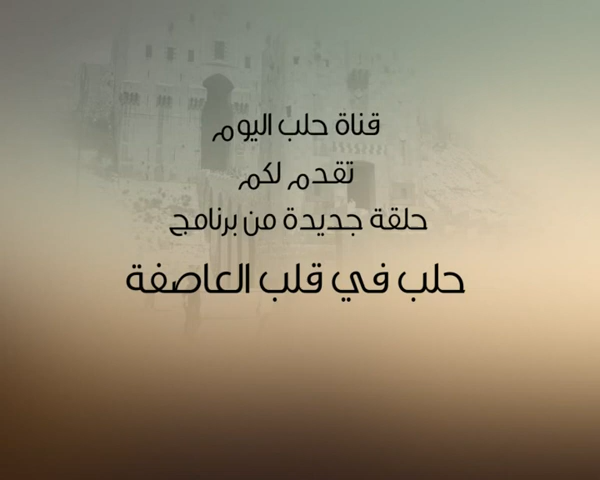 قناة حلب اليوم
تقدم لكم
حلقة جديدة من برنامج
حلب في قلب العاصفة